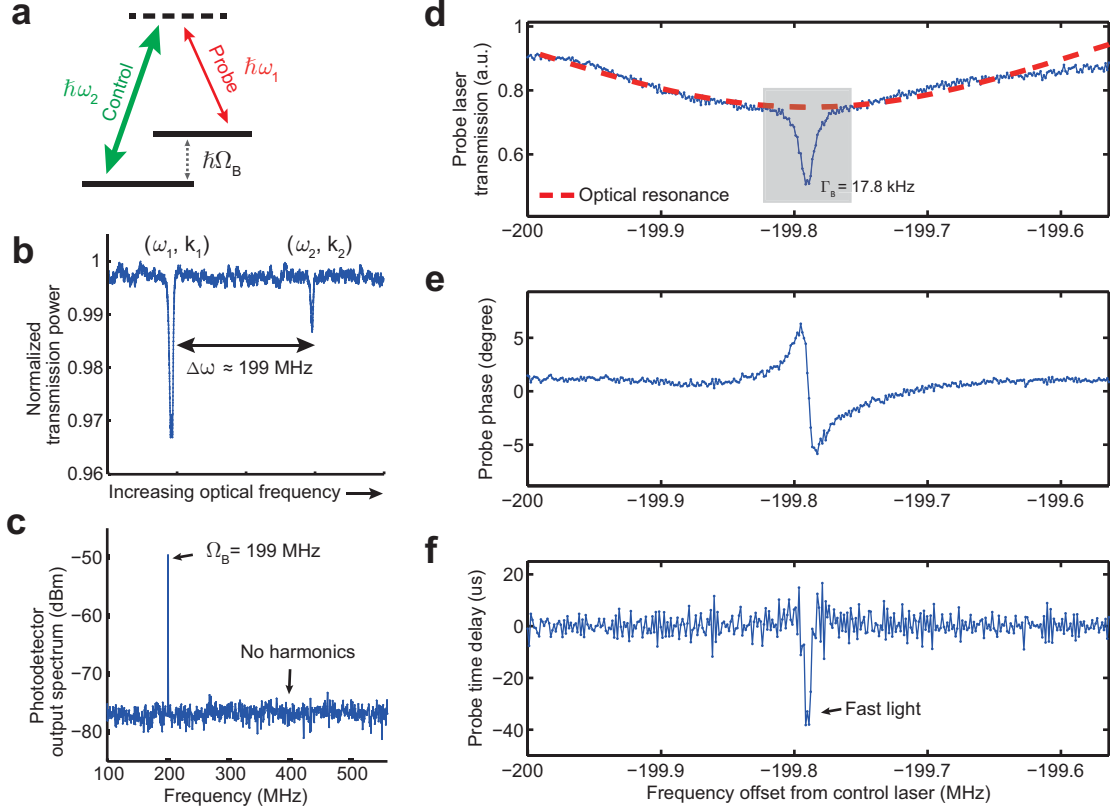 a
ħω₂
Control
Probe
ħω₁
ħΩ_B
b
(ω₁, k₁)
(ω₂, k₂)
1
0.99
0.98
0.97
0.96
Normalized
transmission power
Δω ≈ 199 MHz
Increasing optical frequency
c
−50
−60
−70
−80
Photodetector
output spectrum (dBm)
Ω_B = 199 MHz
No harmonics
100 200 300 400 500
Frequency (MHz)
d
1
0.8
0.6
Probe laser
transmission (a.u.)
Optical resonance
Γ_B = 17.8 kHz
−200 −199.9 −199.8 −199.7 −199.6
e
5
0
−5
Probe phase (degree)
−200 −199.9 −199.8 −199.7 −199.6
f
20
0
−20
−40
Probe time delay (us)
Fast light
−200 −199.9 −199.8 −199.7 −199.6
Frequency offset from control laser (MHz)